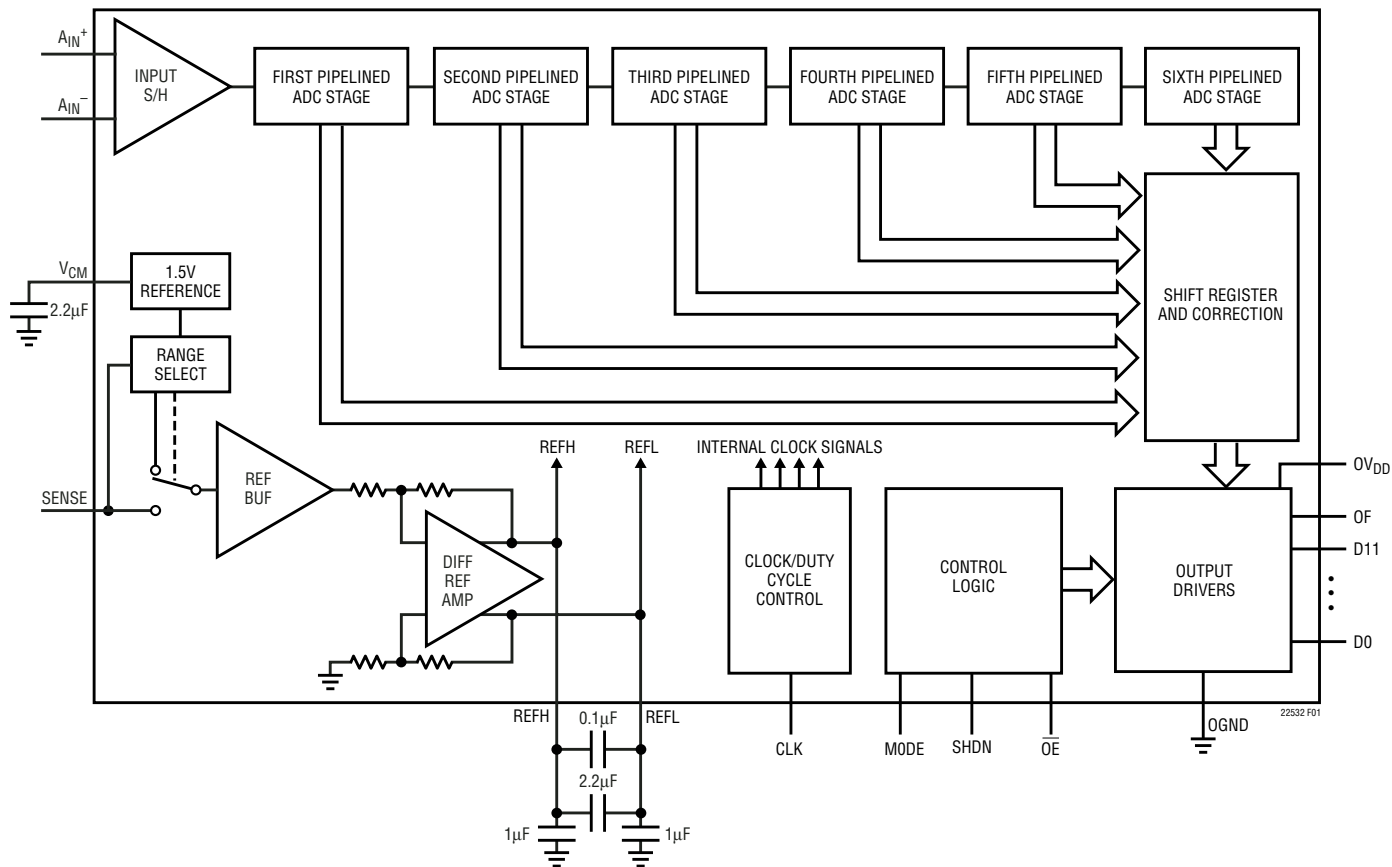 A_IN^+
A_IN^–
INPUT
S/H
FIRST PIPELINED
ADC STAGE
SECOND PIPELINED
ADC STAGE
THIRD PIPELINED
ADC STAGE
FOURTH PIPELINED
ADC STAGE
FIFTH PIPELINED
ADC STAGE
SIXTH PIPELINED
ADC STAGE
SHIFT REGISTER
AND CORRECTION
V_CM
2.2µF
1.5V
REFERENCE
RANGE
SELECT
SENSE
REF
BUF
DIFF
REF
AMP
REFH
REFL
INTERNAL CLOCK SIGNALS
CLOCK/DUTY
CYCLE
CONTROL
CONTROL
LOGIC
OUTPUT
DRIVERS
OV_DD
OF
D11
D0
REFH
0.1µF
REFL
2.2µF
1µF
1µF
CLK
MODE
SHDN
O̅E̅
OGND
22532 F01